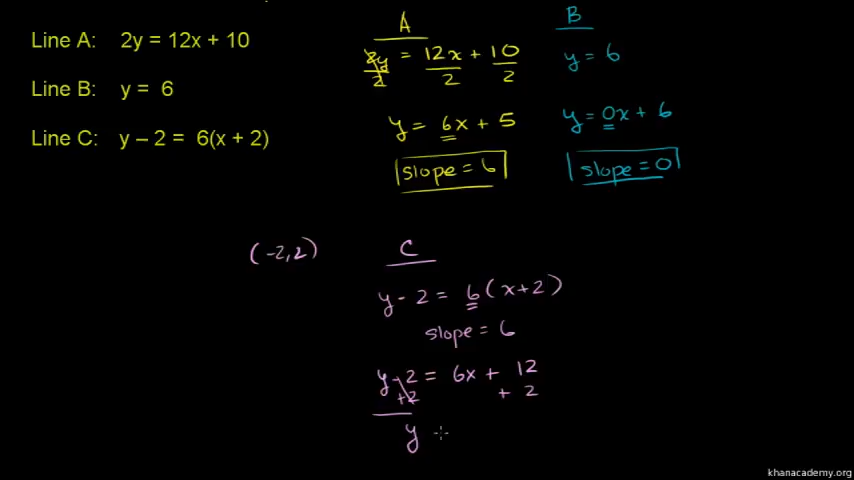 Line A: 2y = 12x + 10
Line B: y = 6
Line C: y – 2 = 6(x + 2)
A
2y/2 = 12x/2 + 10/2
y = 6x + 5
slope = 6
B
y = 6
y = 0x + 6
slope = 0
(-2,2)
C
y - 2 = 6(x+2)
slope = 6
y - 2 = 6x + 12
+2 + 2
y
khanacademy.org